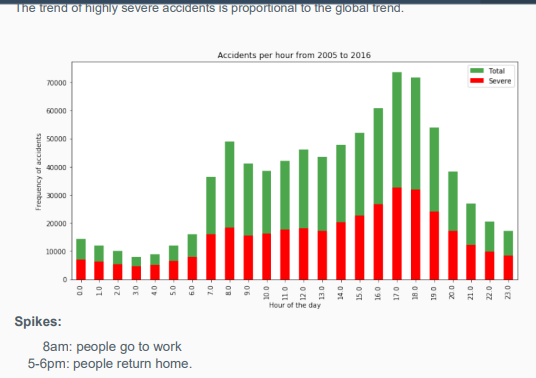 The trend of highly severe accidents is proportional to the global trend.
Accidents per hour from 2005 to 2016
Total
Severe
Frequency of accidents
70000
60000
50000
40000
30000
20000
10000
0
0.0 1.0 2.0 3.0 4.0 5.0 6.0 7.0 8.0 9.0 10.0 11.0 12.0 13.0 14.0 15.0 16.0 17.0 18.0 19.0 20.0 21.0 22.0 23.0
Hour of the day
Spikes:
8am: people go to work
5-6pm: people return home.